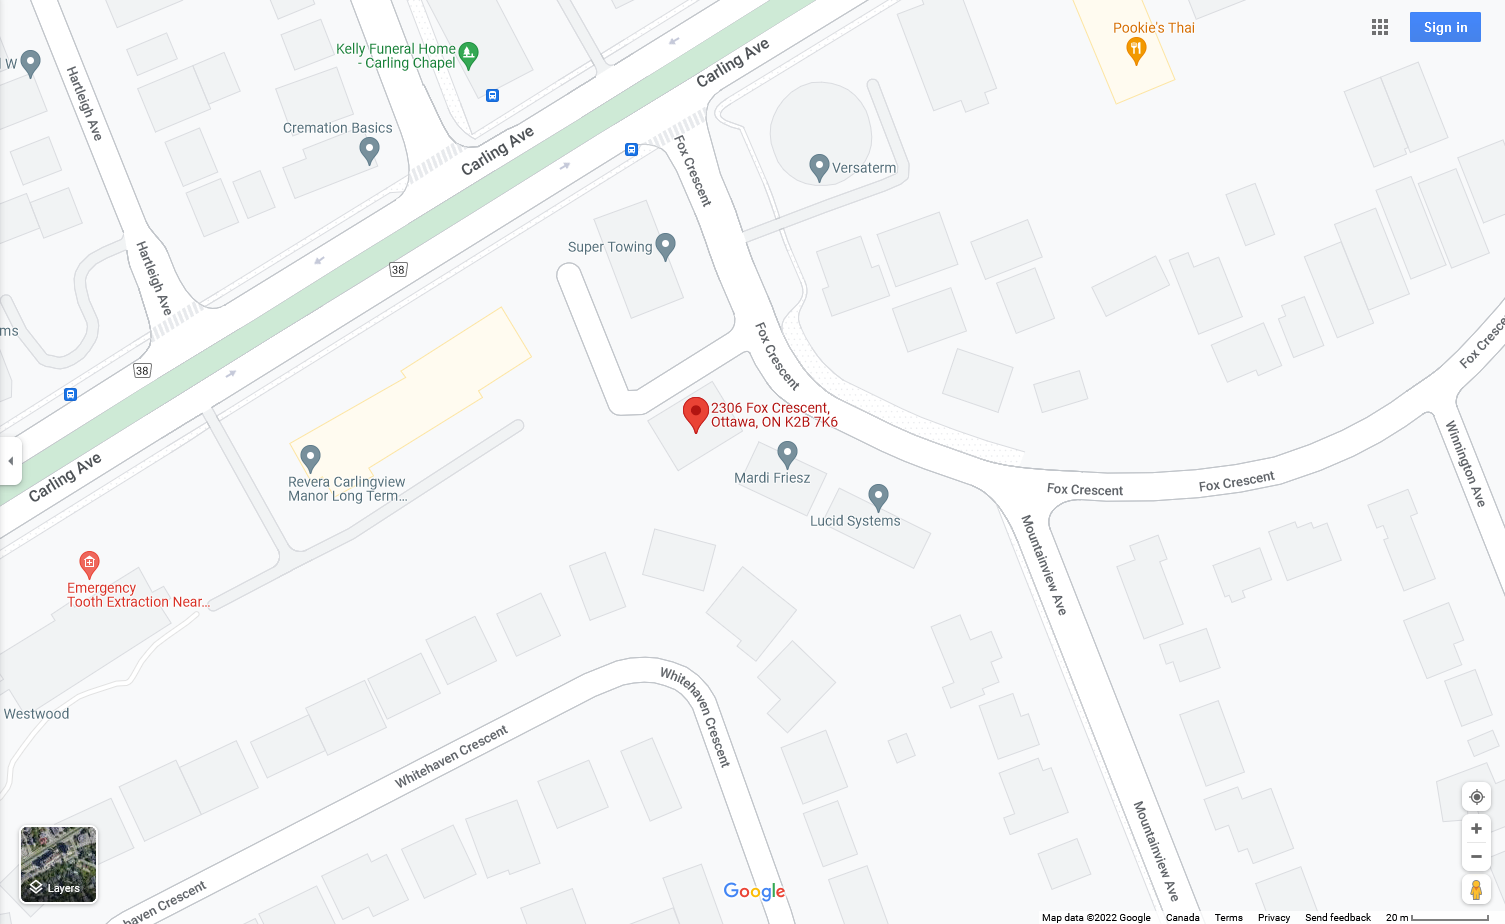 Sign in
Pookie's Thai
Kelly Funeral Home
- Carling Chapel
Carling Ave
l W
Hartleigh Ave
Cremation Basics
Carling Ave
Fox Crescent
Versaterm
Super Towing
Hartleigh Ave
38
ms
Fox Crescent
Fox Cresce
38
2306 Fox Crescent,
Ottawa, ON K2B 7K6
Carling Ave
Revera Carlingview
Manor Long Term...
Mardi Friesz
Lucid Systems
Fox Crescent
Fox Crescent
Winnington Ave
Mountainview Ave
Emergency
Tooth Extraction Near...
Westwood
Whitehaven Crescent
Whitehaven Crescent
Mountainview Ave
Layers
haven Crescent
Google
Map data ©2022 Google
Canada
Terms
Privacy
Send feedback
20 m